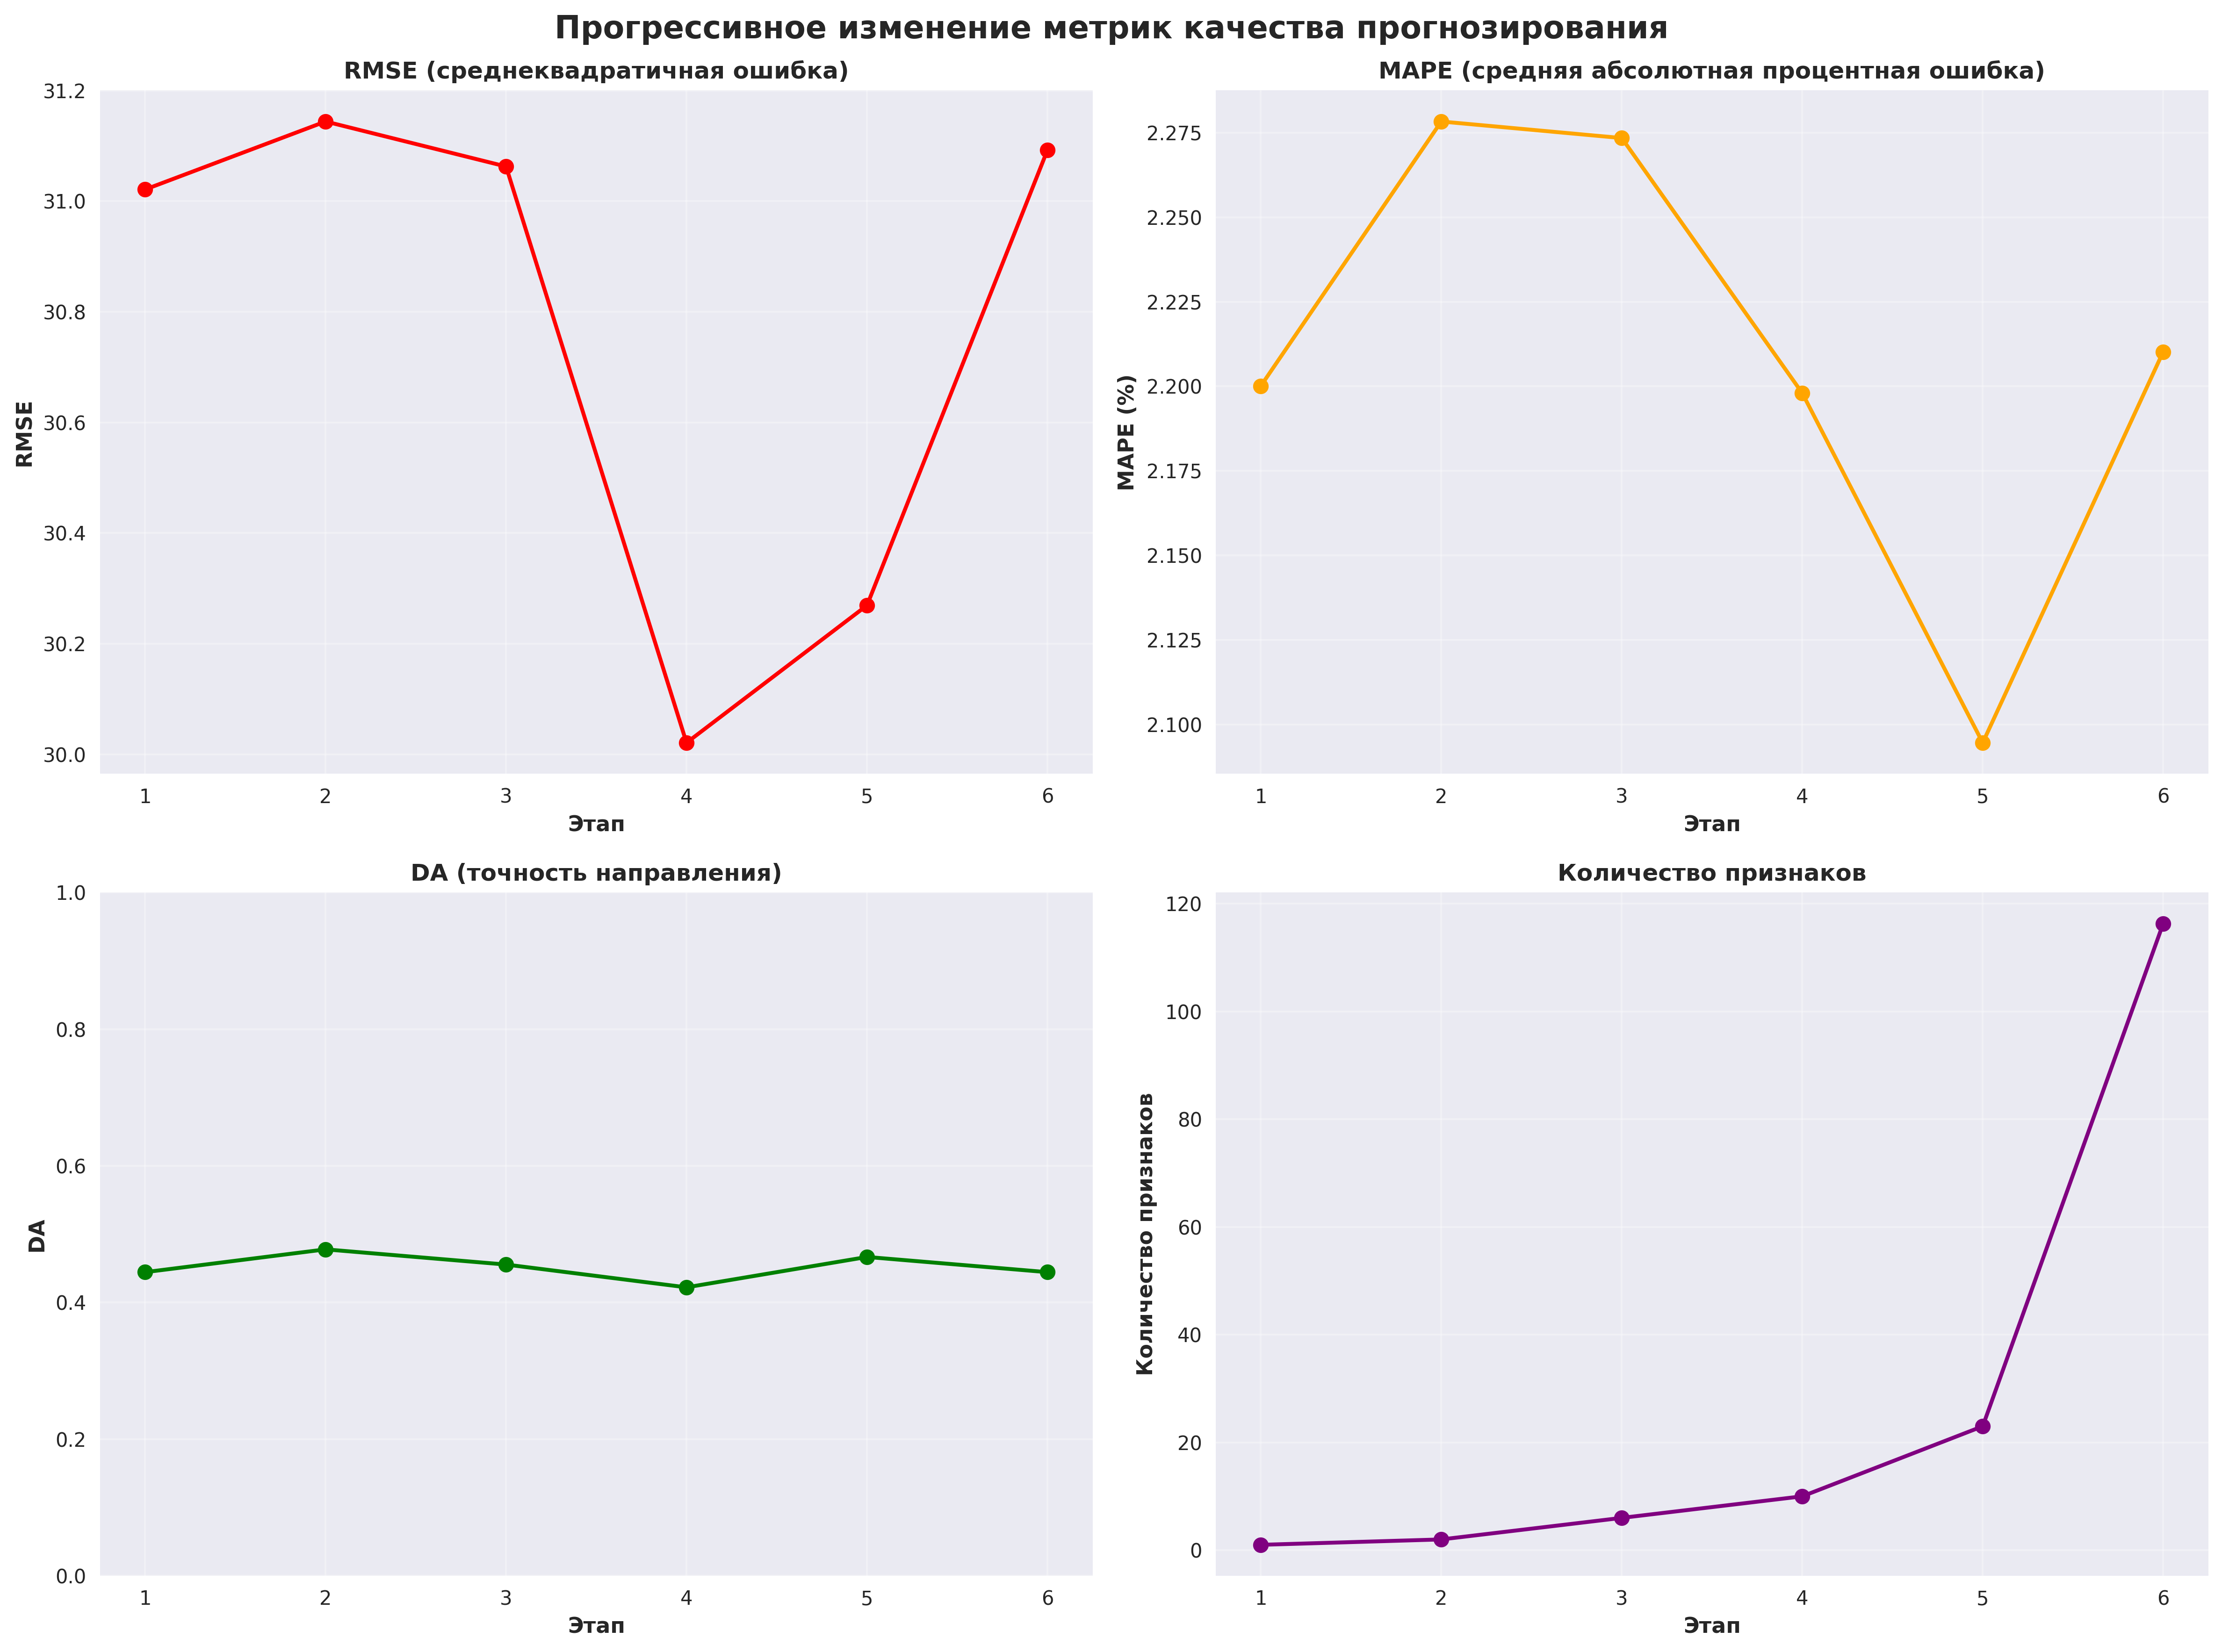 Прогрессивное изменение метрик качества прогнозирования
RMSE (среднеквадратичная ошибка)
31.2
31.0
30.8
30.6
30.4
30.2
30.0
RMSE
1 2 3 4 5 6
Этап
MAPE (средняя абсолютная процентная ошибка)
2.275
2.250
2.225
2.200
2.175
2.150
2.125
2.100
MAPE (%)
1 2 3 4 5 6
Этап
DA (точность направления)
1.0
0.8
0.6
0.4
0.2
0.0
DA
1 2 3 4 5 6
Этап
Количество признаков
120
100
80
60
40
20
0
Количество признаков
1 2 3 4 5 6
Этап